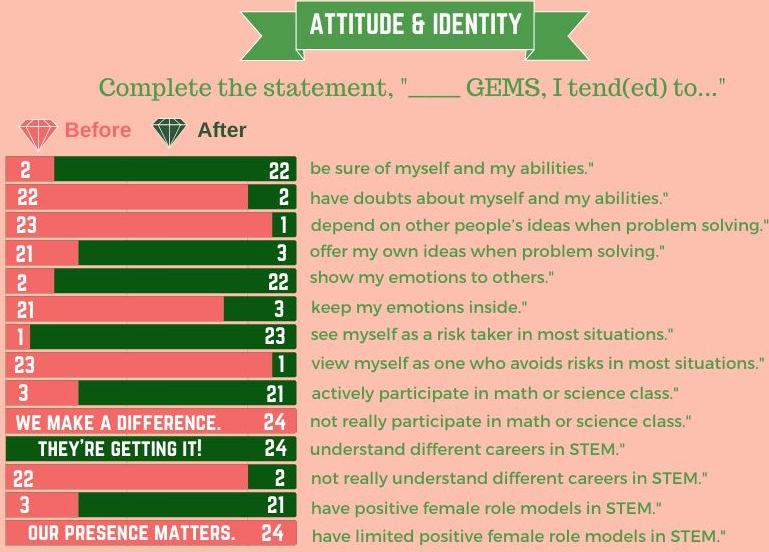 ATTITUDE & IDENTITY
Complete the statement, "____ GEMS, I tend(ed) to..."
Before After
2 22 be sure of myself and my abilities."
22 2 have doubts about myself and my abilities."
23 1 depend on other people's ideas when problem solving."
21 3 offer my own ideas when problem solving."
2 22 show my emotions to others."
21 3 keep my emotions inside."
1 23 see myself as a risk taker in most situations."
23 1 view myself as one who avoids risks in most situations."
3 21 actively participate in math or science class."
WE MAKE A DIFFERENCE. 24 not really participate in math or science class."
THEY'RE GETTING IT! 24 understand different careers in STEM."
22 2 not really understand different careers in STEM."
3 21 have positive female role models in STEM."
OUR PRESENCE MATTERS. 24 have limited positive female role models in STEM."